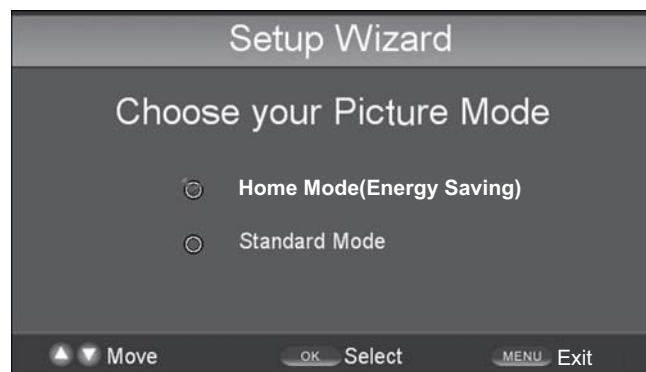 Setup Wizard
Choose your Picture Mode
Home Mode(Energy Saving)
Standard Mode
Move OK Select MENU Exit